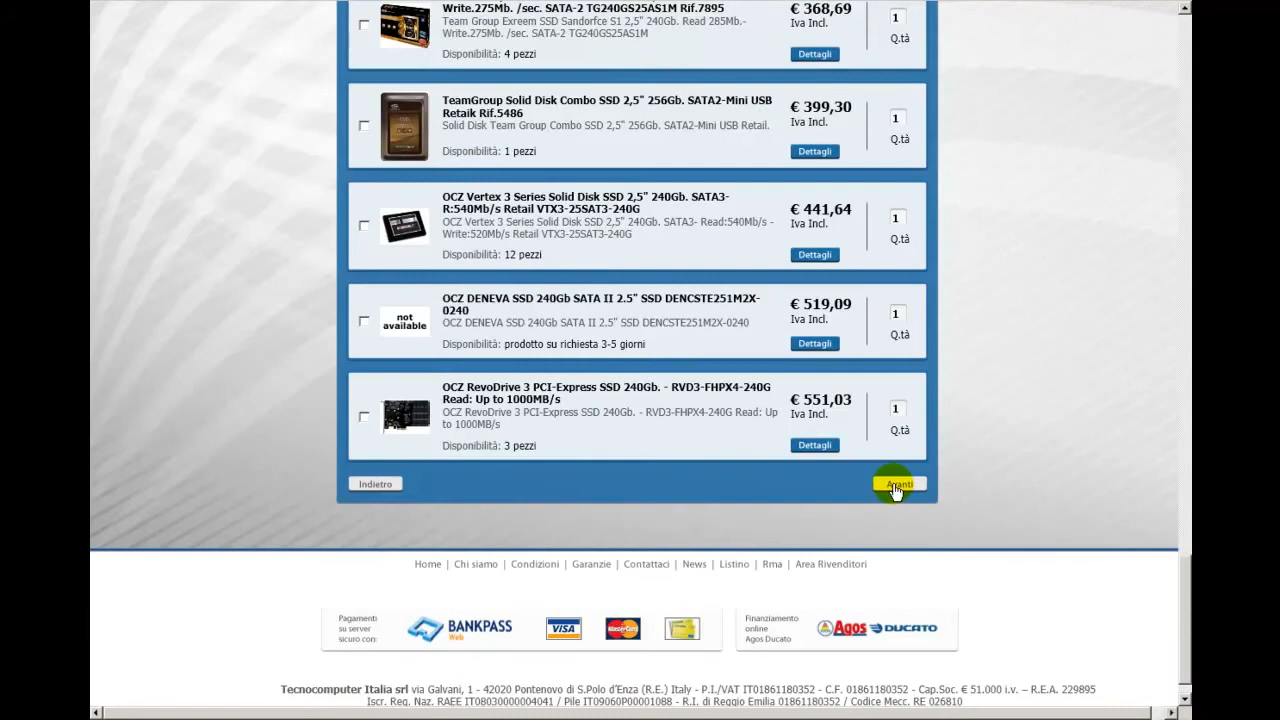 Write.275Mb. /sec. SATA-2 TG240GS25AS1M Rif.7895
Team Group Exreem SSD Sandorfce S1 2,5" 240Gb. Read 285Mb.-
Write.275Mb. /sec. SATA-2 TG240GS25AS1M
Disponibilità: 4 pezzi
€ 368,69
Iva Incl.
Dettagli
1
Q.tà
TeamGroup Solid Disk Combo SSD 2,5" 256Gb. SATA2-Mini USB
Retaik Rif.5486
Solid Disk Team Group Combo SSD 2,5" 256Gb. SATA2-Mini USB Retail.
Disponibilità: 1 pezzi
€ 399,30
Iva Incl.
Dettagli
1
Q.tà
OCZ Vertex 3 Series Solid Disk SSD 2,5" 240Gb. SATA3-
R:540Mb/s Retail VTX3-25SAT3-240G
OCZ Vertex 3 Series Solid Disk SSD 2,5" 240Gb. SATA3- Read:540Mb/s -
Write:520Mb/s Retail VTX3-25SAT3-240G
Disponibilità: 12 pezzi
€ 441,64
Iva Incl.
Dettagli
1
Q.tà
not
available
OCZ DENEVA SSD 240Gb SATA II 2.5" SSD DENCSTE251M2X-
0240
OCZ DENEVA SSD 240Gb SATA II 2.5" SSD DENCSTE251M2X-0240
Disponibilità: prodotto su richiesta 3-5 giorni
€ 519,09
Iva Incl.
Dettagli
1
Q.tà
OCZ RevoDrive 3 PCI-Express SSD 240Gb. - RVD3-FHPX4-240G
Read: Up to 1000MB/s
OCZ RevoDrive 3 PCI-Express SSD 240Gb. - RVD3-FHPX4-240G Read: Up
to 1000MB/s
Disponibilità: 3 pezzi
€ 551,03
Iva Incl.
Dettagli
1
Q.tà
Indietro
Avanti
Home | Chi siamo | Condizioni | Garanzie | Contattaci | News | Listino | Rma | Area Rivenditori
Pagamenti
su server
sicuro con:
BANKPASS
Web
VISA
MasterCard
Finanziamento
online
Agos Ducato
Agos DUCATO
Tecnocomputer Italia srl via Galvani, 1 - 42020 Pontenovo di S.Polo d'Enza (R.E.) Italy - P.I./VAT IT01861180352 - C.F. 01861180352 - Cap.Soc. € 51.000 i.v. – R.E.A. 229895
Iscr. Reg. Naz. RAEE IT08030000004041 / Pile IT09060P00001088 - R.I. di Reggio Emilia 01861180352 / Codice Mecc. RE 026810